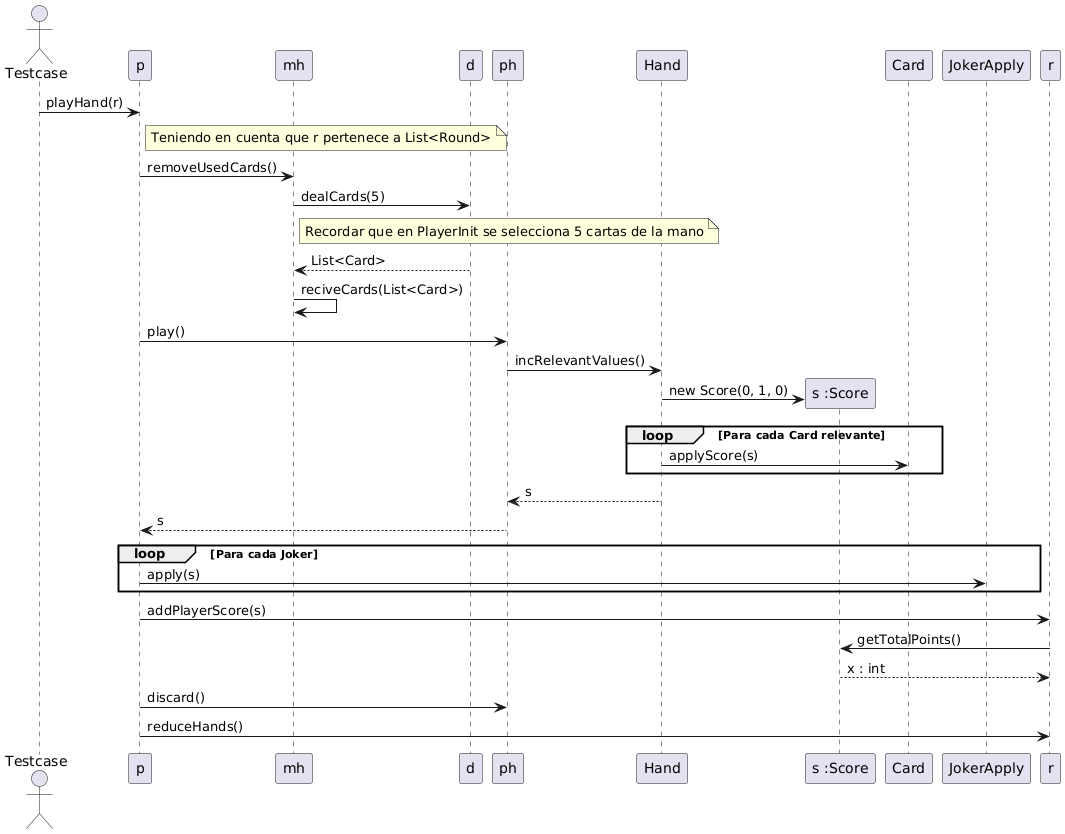 Testcase
p
mh
d
ph
Hand
Card
JokerApply
r
playHand(r)
Teniendo en cuenta que r pertenece a List<Round>
removeUsedCards()
dealCards(5)
Recordar que en PlayerInit se selecciona 5 cartas de la mano
List<Card>
reciveCards(List<Card>)
play()
incRelevantValues()
new Score(0, 1, 0)
s :Score
loop [Para cada Card relevante]
applyScore(s)
s
s
loop [Para cada Joker]
apply(s)
addPlayerScore(s)
getTotalPoints()
x : int
discard()
reduceHands()
Testcase
p
mh
d
ph
Hand
s :Score
Card
JokerApply
r